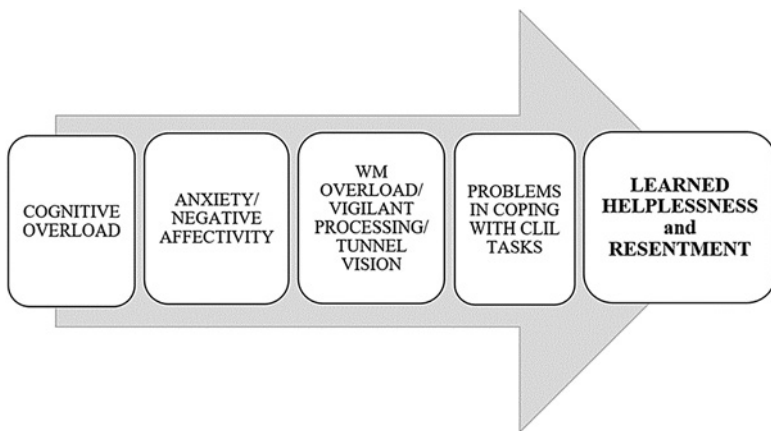 COGNITIVE
OVERLOAD
ANXIETY/
NEGATIVE
AFFECTIVITY
WM
OVERLOAD/
VIGILANT
PROCESSING/
TUNNEL
VISION
PROBLEMS
IN COPING
WITH CLIL
TASKS
LEARNED
HELPLESSNESS
and
RESENTMENT